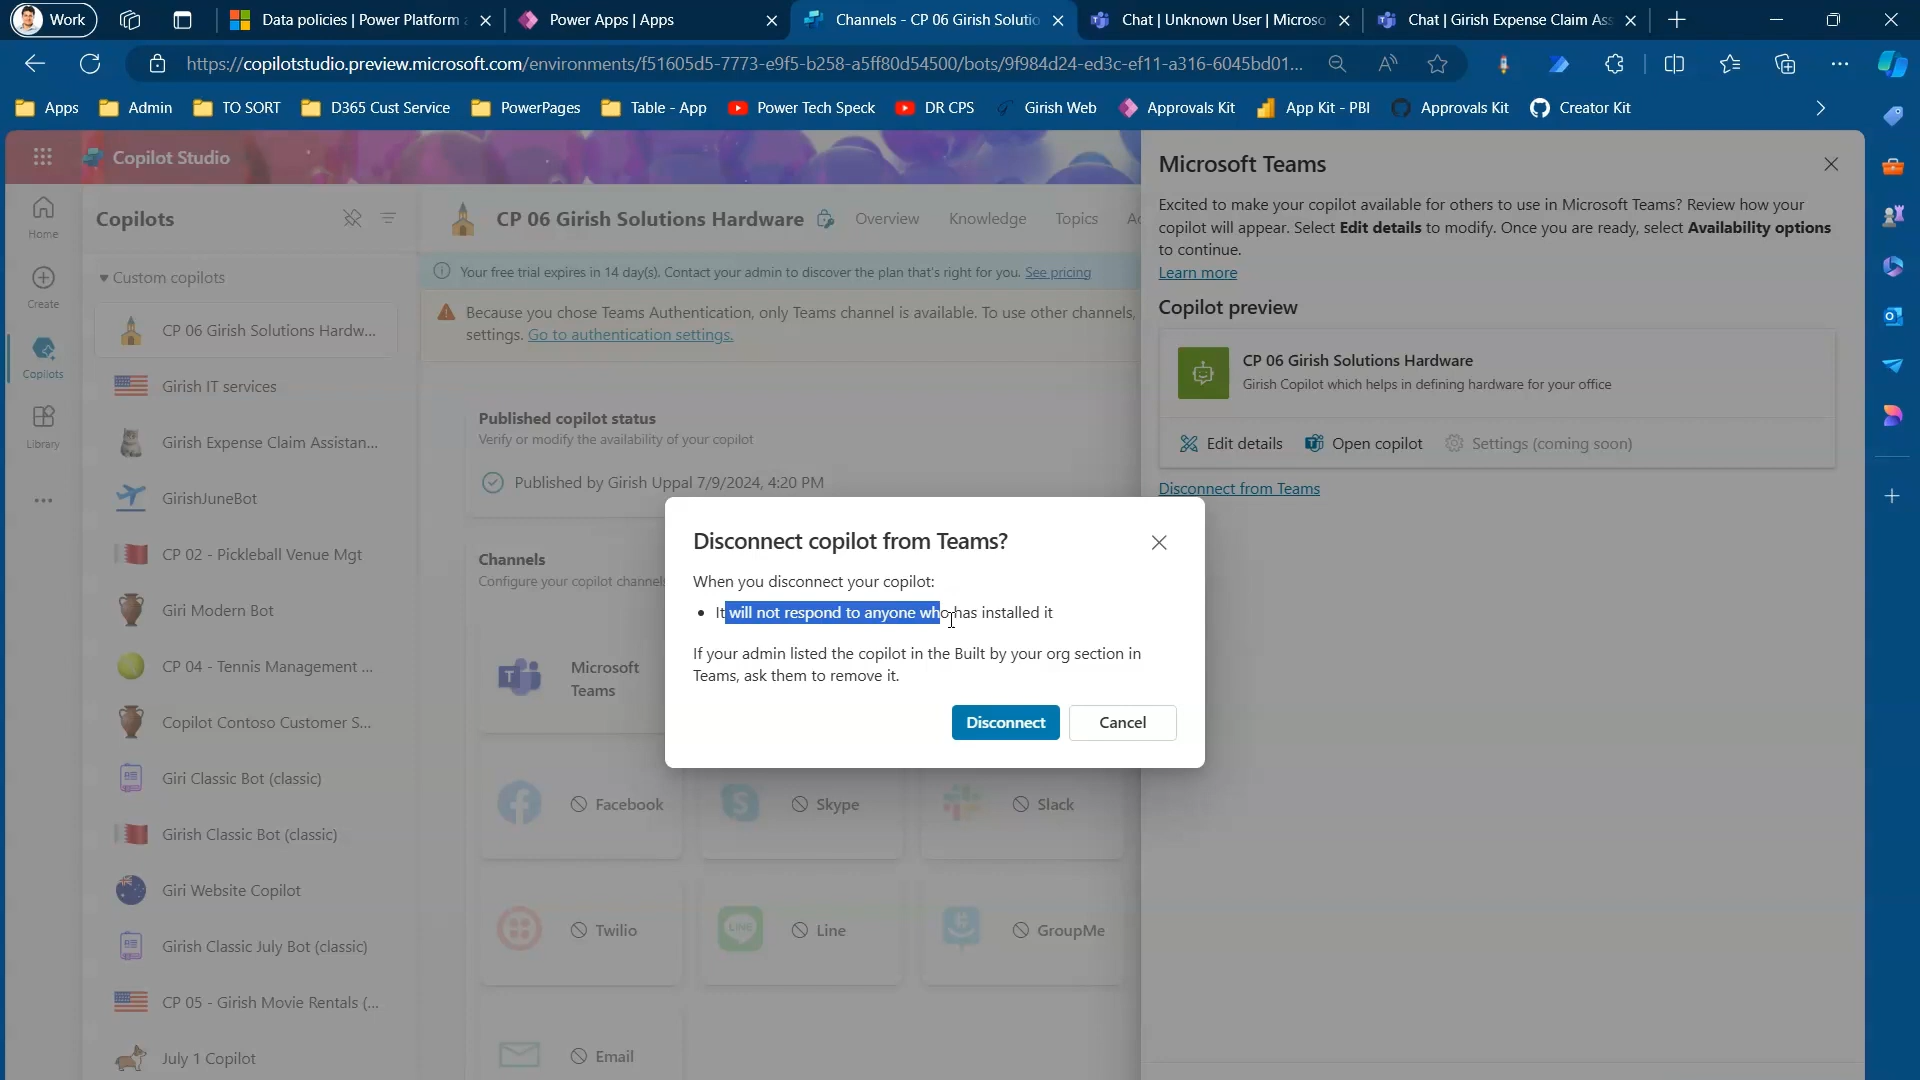 Work
Data policies | Power Platform
Power Apps | Apps
Channels - CP 06 Girish Solutio
Chat | Unknown User | Microso
Chat | Girish Expense Claim Ass
https://copilotstudio.preview.microsoft.com/environments/f51605d5-7773-e9f5-b258-a5ff80d54500/bots/9f984d24-ed3c-ef11-a316-6045bd01...
Apps
Admin
TO SORT
D365 Cust Service
PowerPages
Table - App
Power Tech Speck
DR CPS
Girish Web
Approvals Kit
App Kit - PBI
Approvals Kit
Creator Kit
Copilot Studio
Home
Create
Copilots
Library
Copilots
Custom copilots
CP 06 Girish Solutions Hardw...
Girish IT services
Girish Expense Claim Assistan...
GirishJuneBot
CP 02 - Pickleball Venue Mgt
Giri Modern Bot
CP 04 - Tennis Management ...
Copilot Contoso Customer S...
Giri Classic Bot (classic)
Girish Classic Bot (classic)
Giri Website Copilot
Girish Classic July Bot (classic)
CP 05 - Girish Movie Rentals (...
July 1 Copilot
CP 06 Girish Solutions Hardware
Overview
Knowledge
Topics
Your free trial expires in 14 day(s). Contact your admin to discover the plan that's right for you. See pricing
Because you chose Teams Authentication, only Teams channel is available. To use other channels,
settings. Go to authentication settings.
Published copilot status
Verify or modify the availability of your copilot
Published by Girish Uppal 7/9/2024, 4:20 PM
Channels
Configure your copilot channels
Microsoft
Teams
Facebook
Skype
Slack
Twilio
LINE
Line
GroupMe
Email
Disconnect copilot from Teams?
When you disconnect your copilot:
• It will not respond to anyone who has installed it
If your admin listed the copilot in the Built by your org section in
Teams, ask them to remove it.
Disconnect
Cancel
Microsoft Teams
Excited to make your copilot available for others to use in Microsoft Teams? Review how your
copilot will appear. Select Edit details to modify. Once you are ready, select Availability options
to continue.
Learn more
Copilot preview
CP 06 Girish Solutions Hardware
Girish Copilot which helps in defining hardware for your office
Edit details
Open copilot
Settings (coming soon)
Disconnect from Teams